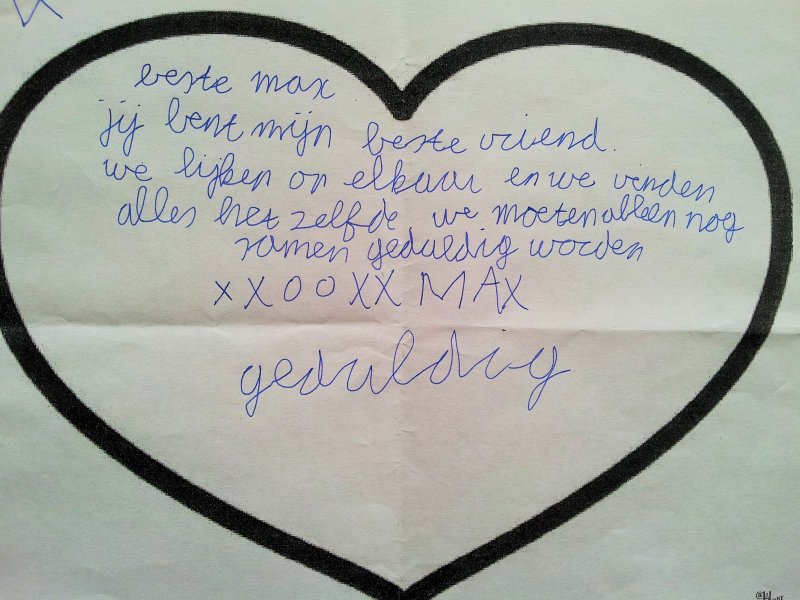 beste max
jij bent mijn beste vriend.
we lijken op elkaar en we vinden
alles het zelfde we moeten alleen nog
samen geduldig worden
x X O O X X MAX
geduldig